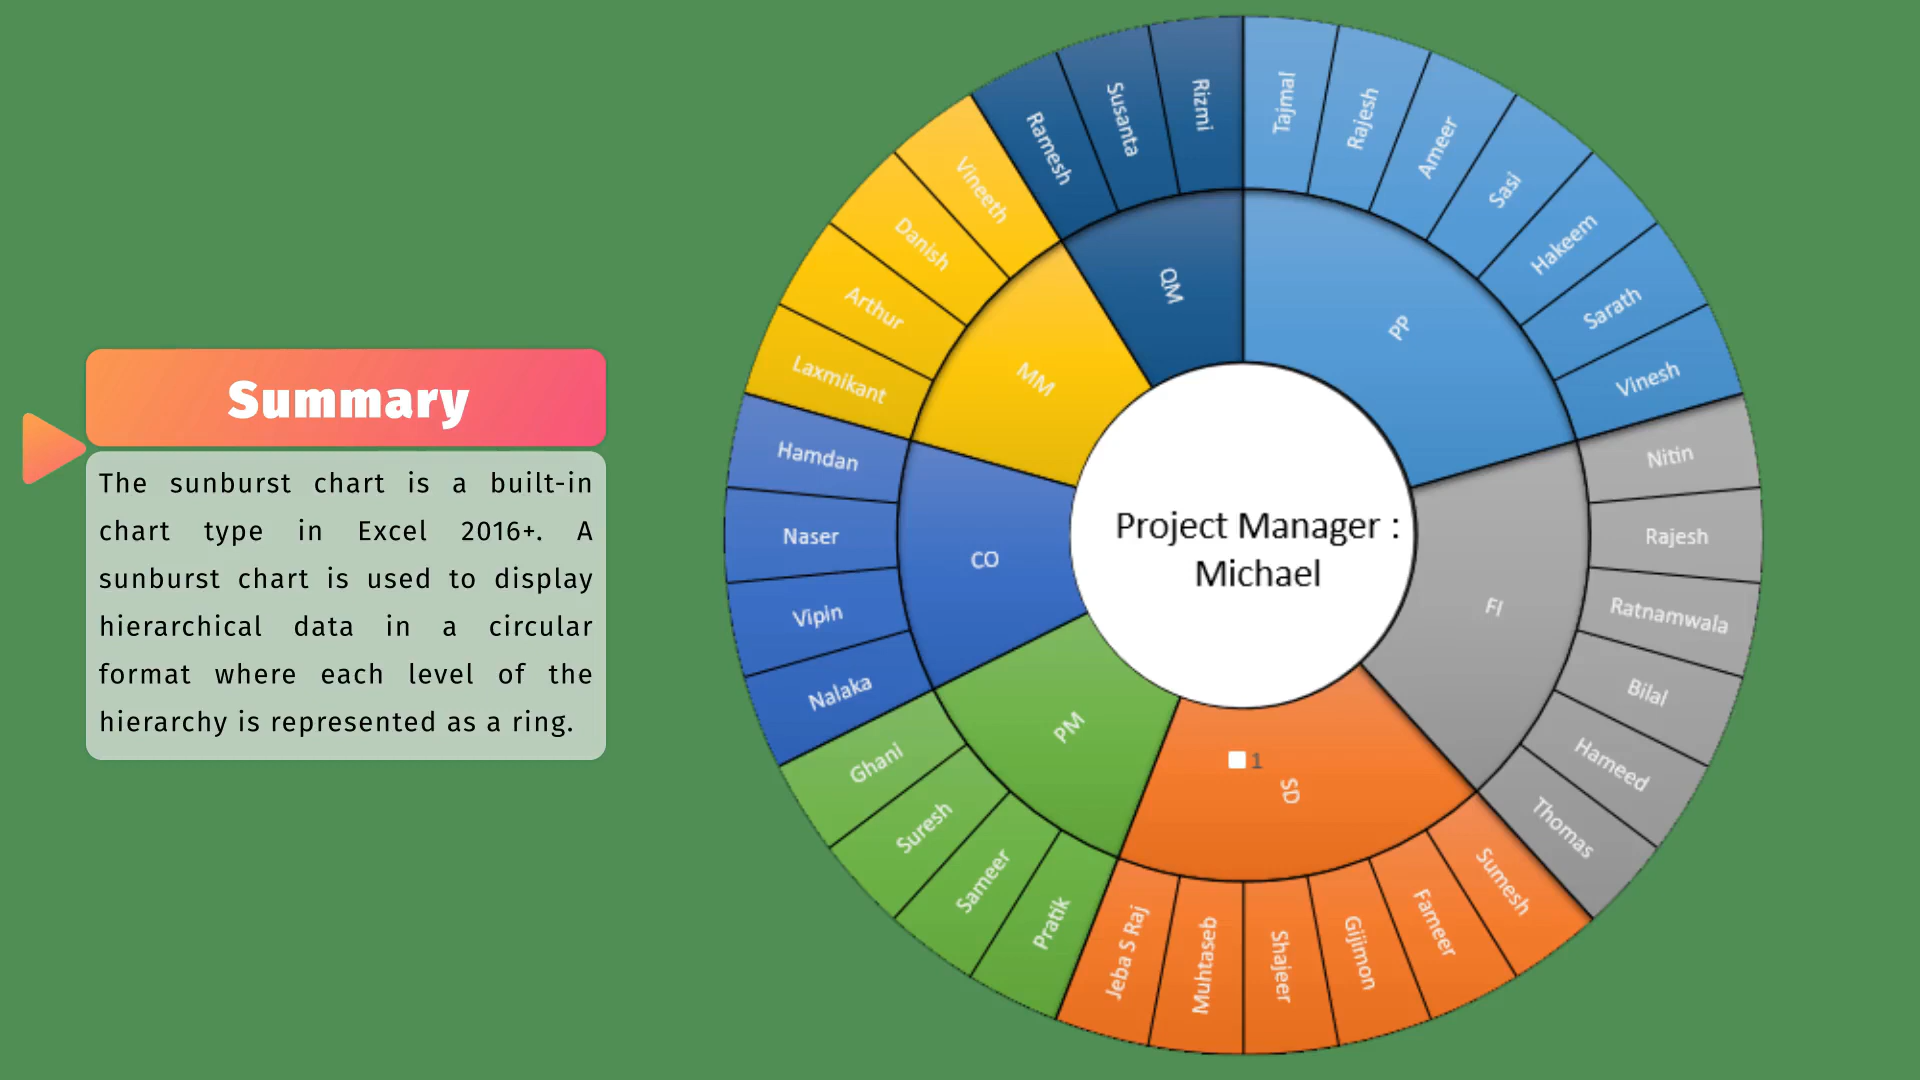 Summary
The sunburst chart is a built-in
chart type in Excel 2016+. A
sunburst chart is used to display
hierarchical data in a circular
format where each level of the
hierarchy is represented as a ring.
Project Manager :
Michael
PP
Tajmal
Rajesh
Ameer
Sasi
Hakeem
Sarath
Vinesh
FI
Nitin
Rajesh
Ratnamwala
Bilal
Hameed
Thomas
SD
1
Sumesh
Fameer
Gijimon
Shajeer
Muhtaseb
Jeba S Raj
PM
Pratik
Sameer
Suresh
Ghani
CO
Nalaka
Vipin
Naser
Hamdan
MM
Laxmikant
Arthur
Danish
Vineeth
QM
Ramesh
Susanta
Rizmi